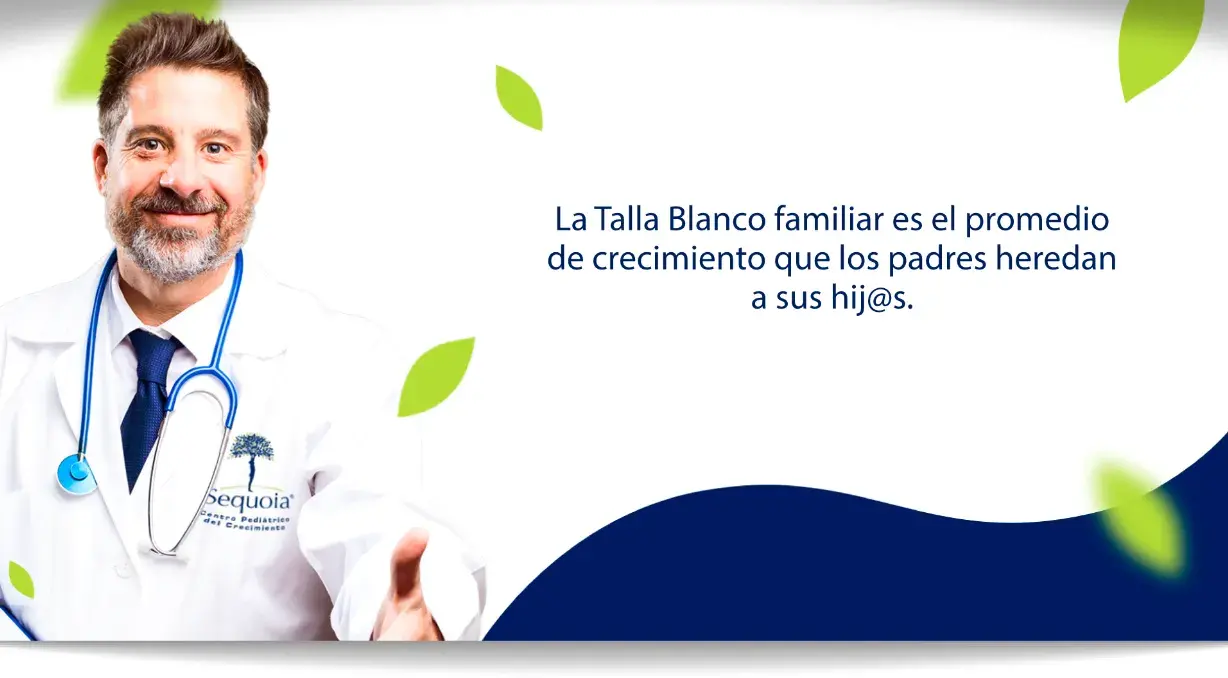 La Talla Blanco familiar es el promedio
de crecimiento que los padres heredan
a sus hij@s.
Sequoia®
Centro Pediátrico
del Crecimiento